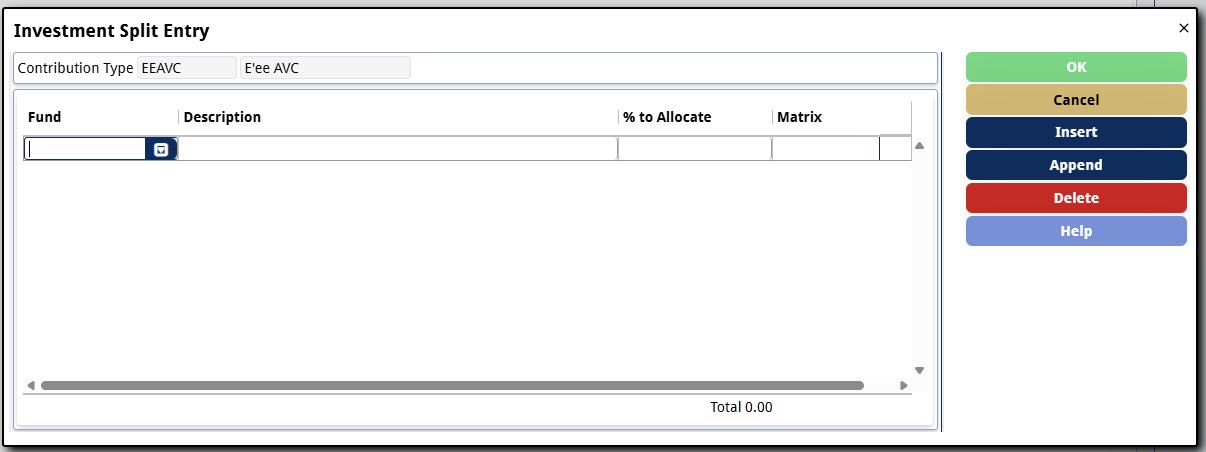 Investment Split Entry
Contribution Type EEAVC E'ee AVC
Fund Description % to Allocate Matrix
Total 0.00
OK
Cancel
Insert
Append
Delete
Help